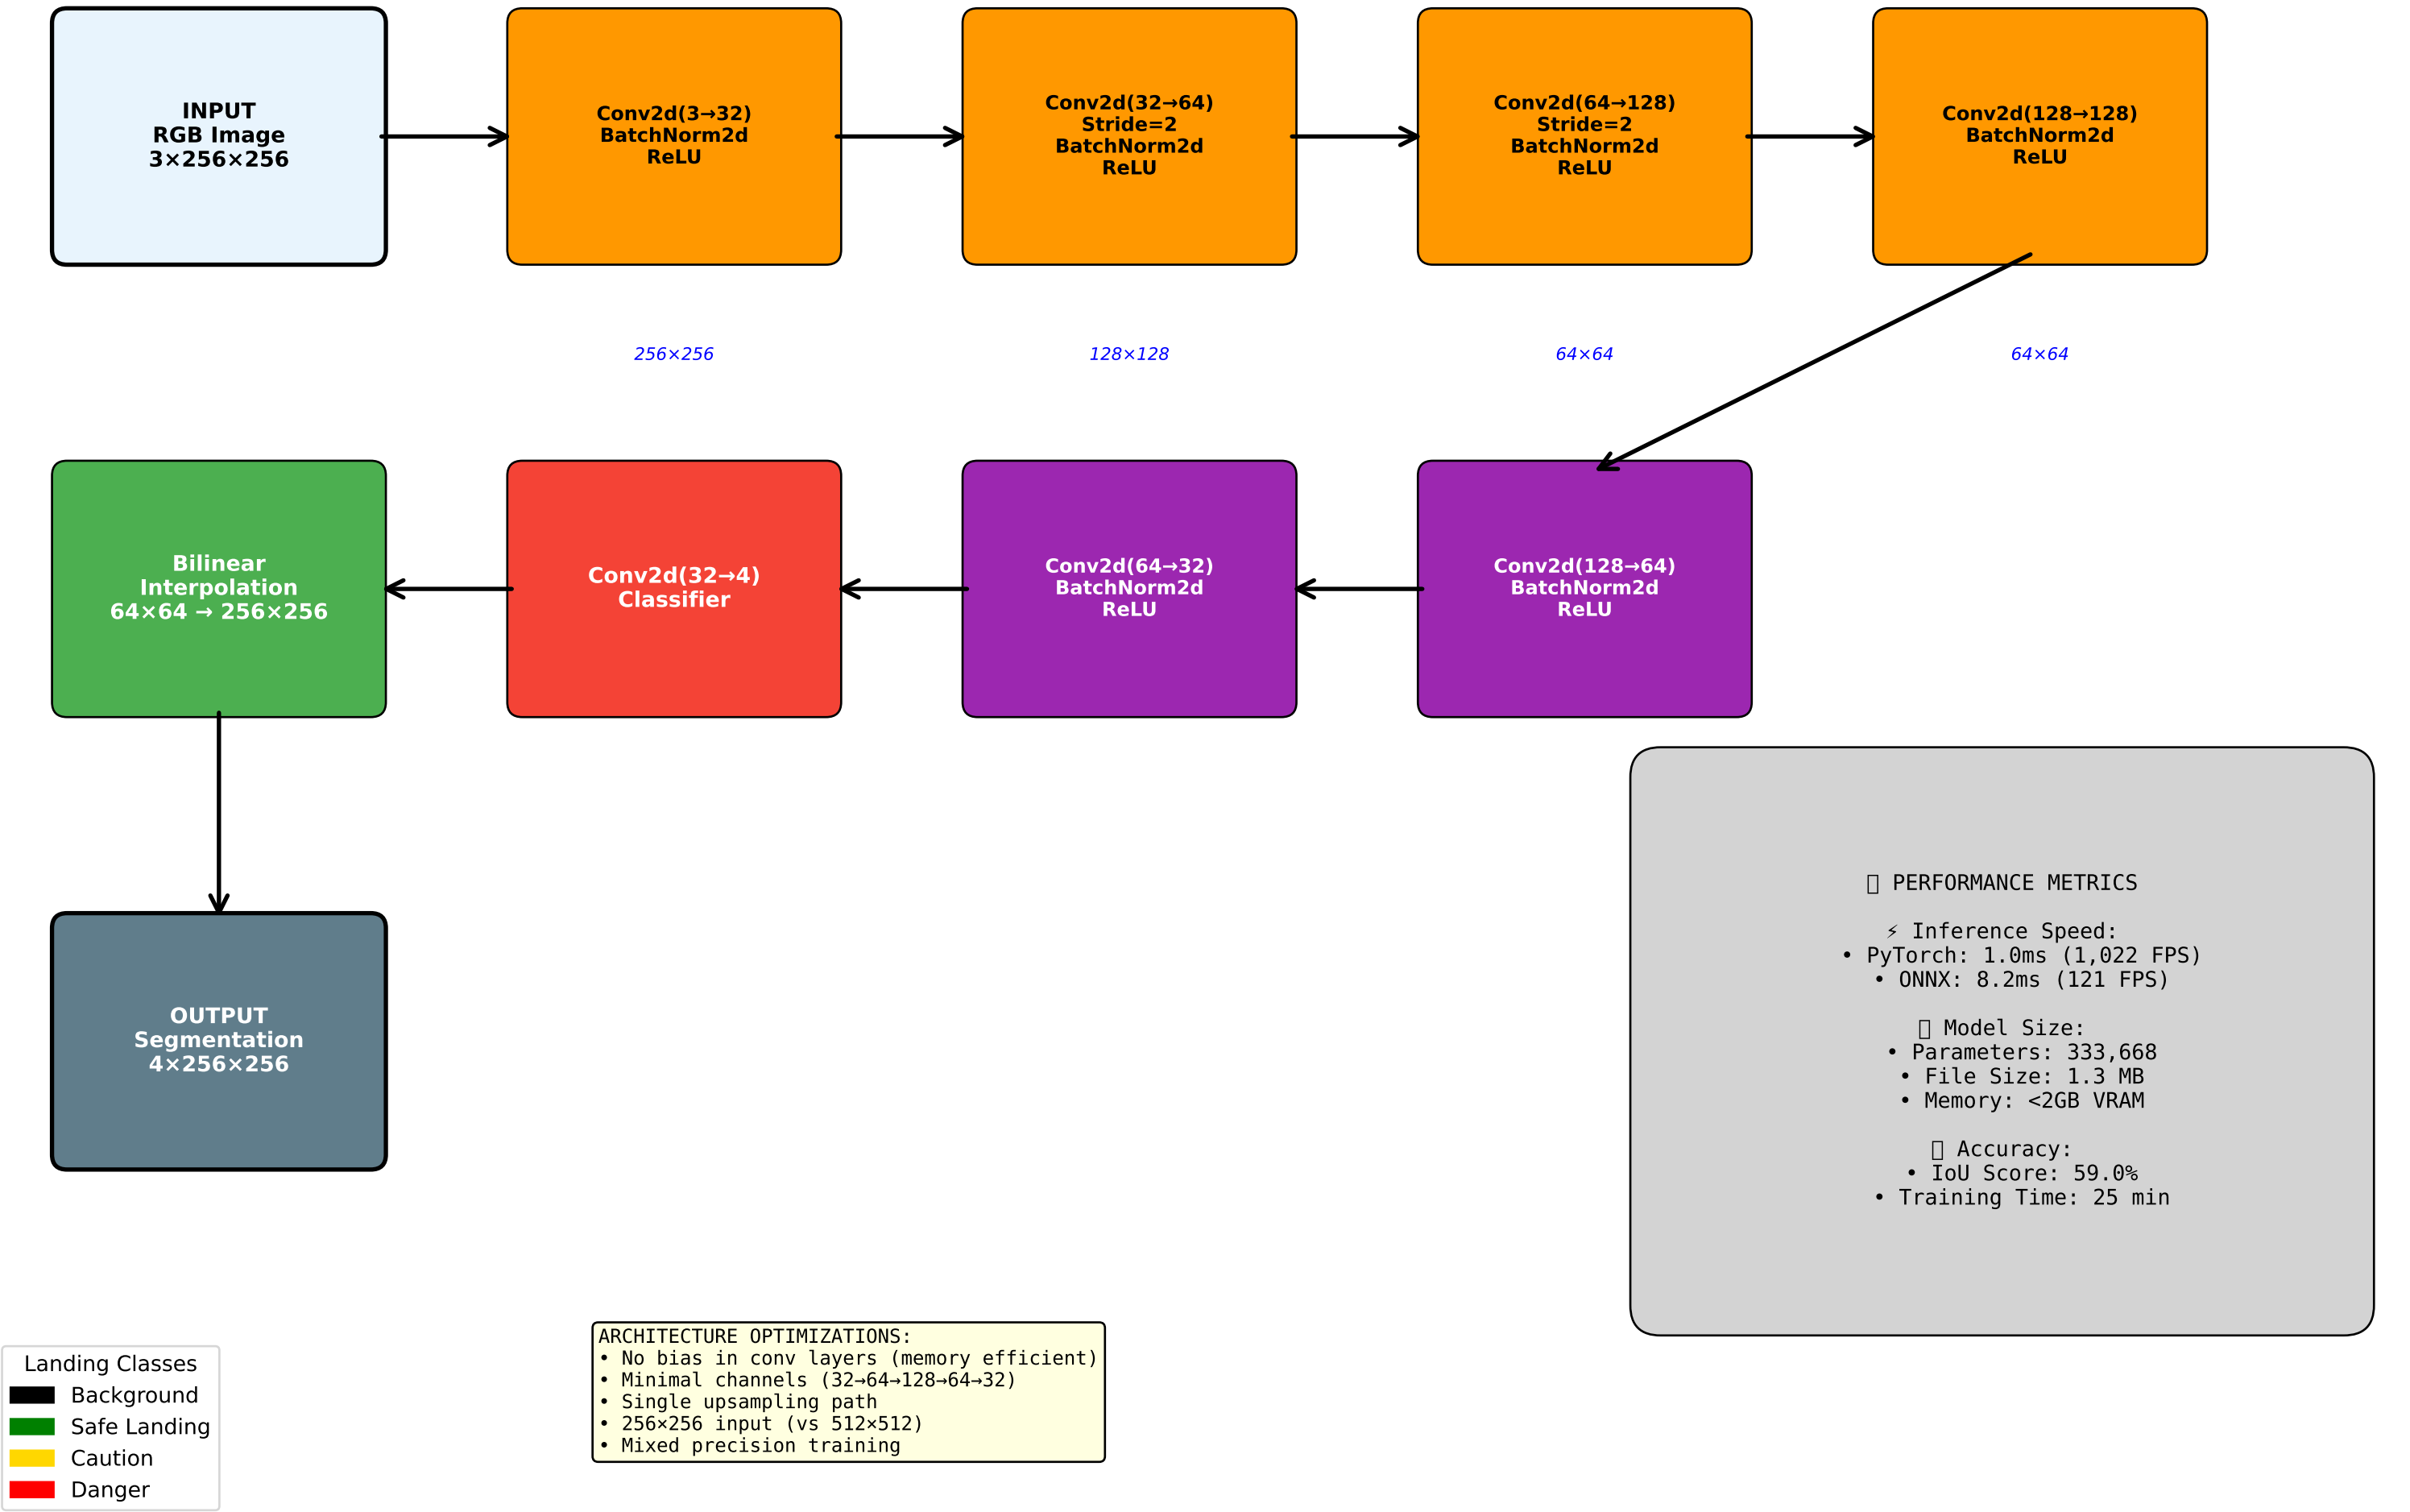 INPUT
RGB Image
3×256×256
Conv2d(3→32)
BatchNorm2d
ReLU
Conv2d(32→64)
Stride=2
BatchNorm2d
ReLU
Conv2d(64→128)
Stride=2
BatchNorm2d
ReLU
Conv2d(128→128)
BatchNorm2d
ReLU
256×256
128×128
64×64
64×64
Bilinear
Interpolation
64×64 → 256×256
Conv2d(32→4)
Classifier
Conv2d(64→32)
BatchNorm2d
ReLU
Conv2d(128→64)
BatchNorm2d
ReLU
OUTPUT
Segmentation
4×256×256
▯ PERFORMANCE METRICS
⚡ Inference Speed:
• PyTorch: 1.0ms (1,022 FPS)
• ONNX: 8.2ms (121 FPS)
▯ Model Size:
• Parameters: 333,668
• File Size: 1.3 MB
• Memory: <2GB VRAM
▯ Accuracy:
• IoU Score: 59.0%
• Training Time: 25 min
ARCHITECTURE OPTIMIZATIONS:
• No bias in conv layers (memory efficient)
• Minimal channels (32→64→128→64→32)
• Single upsampling path
• 256×256 input (vs 512×512)
• Mixed precision training
Landing Classes
Background
Safe Landing
Caution
Danger